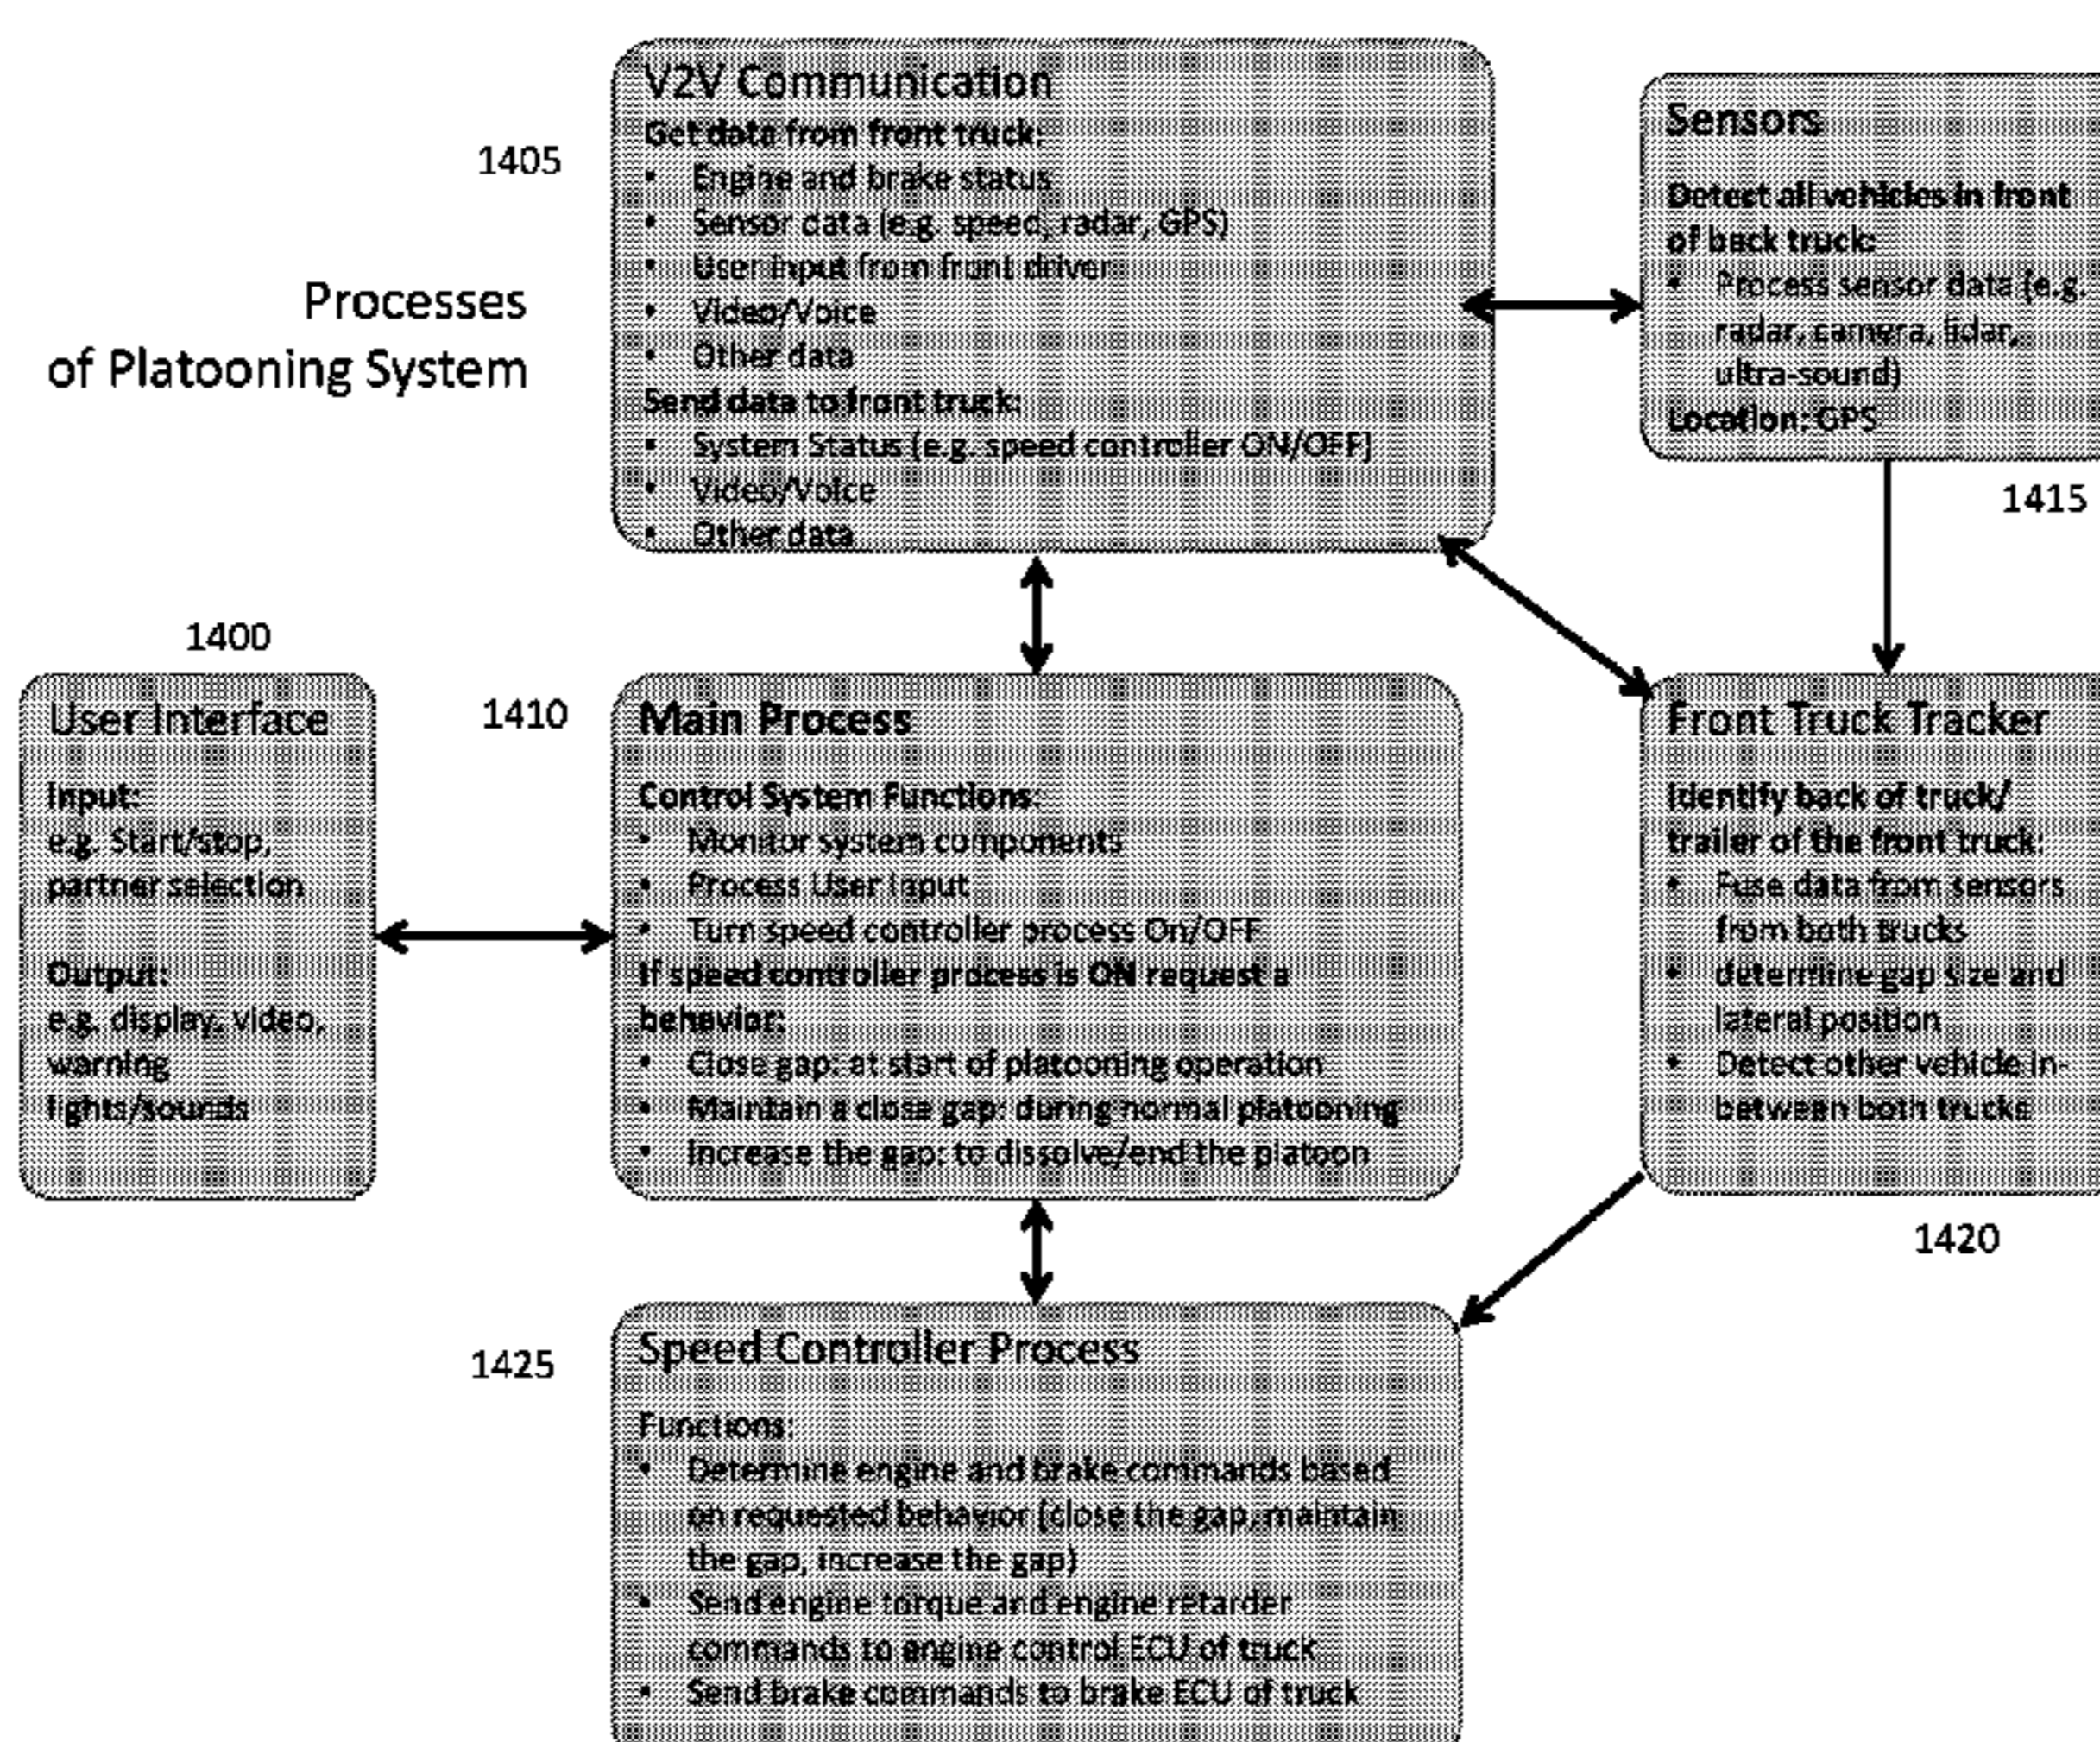 Processes
of Platooning System
1405
V2V Communication
Get data from front truck:
• Engine and brake status
• Sensor data (e.g. speed, radar, GPS)
• User input from front driver
• Video/Voice
• Other data
Send data to front truck:
• System Status (e.g. speed controller ON/OFF)
• Video/Voice
• Other data
Sensors
Detect all vehicles in front
of back truck:
• Process sensor data (e.g.
radar, camera, lidar,
ultra-sound)
Location: GPS
1415
1400
User Interface
Input:
e.g. Start/stop,
partner selection
Output:
e.g. display, video,
warning
lights/sounds
1410
Main Process
Control System Functions:
• Monitor system components
• Process User Input
• Turn speed controller process On/OFF
If speed controller process is ON request a
behavior:
• Close gap: at start of platooning operation
• Maintain a close gap: during normal platooning
• Increase the gap: to dissolve/end the platoon
Front Truck Tracker
Identify back of truck/
trailer of the front truck:
• Fuse data from sensors
from both trucks
• determine gap size and
lateral position
• Detect other vehicle in-
between both trucks
1420
1425
Speed Controller Process
Functions:
• Determine engine and brake commands based
on requested behavior (close the gap, maintain
the gap, increase the gap)
• Send engine torque and engine retarder
commands to engine control ECU of truck
• Send brake commands to brake ECU of truck